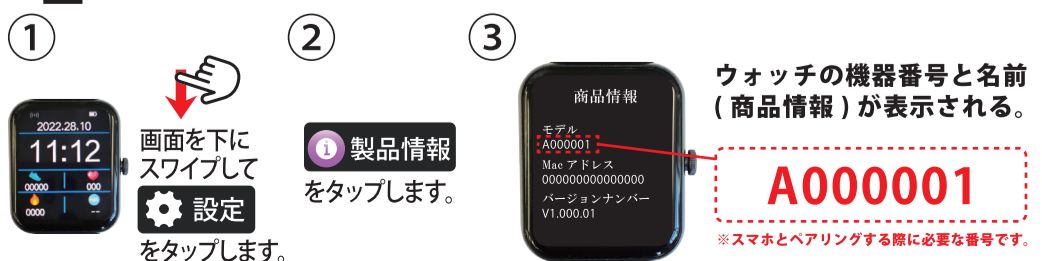 ①
2022.28.10
11:12
00000
000
0000
--
画面を下に
スワイプして
設定
をタップします。
②
i 製品情報
をタップします。
③
商品情報
モデル
A000001
Mac アドレス
000000000000000
バージョンナンバー
V1.000.01
ウォッチの機器番号と名前
( 商品情報 ) が表示される。
A000001
※スマホとペアリングする際に必要な番号です。